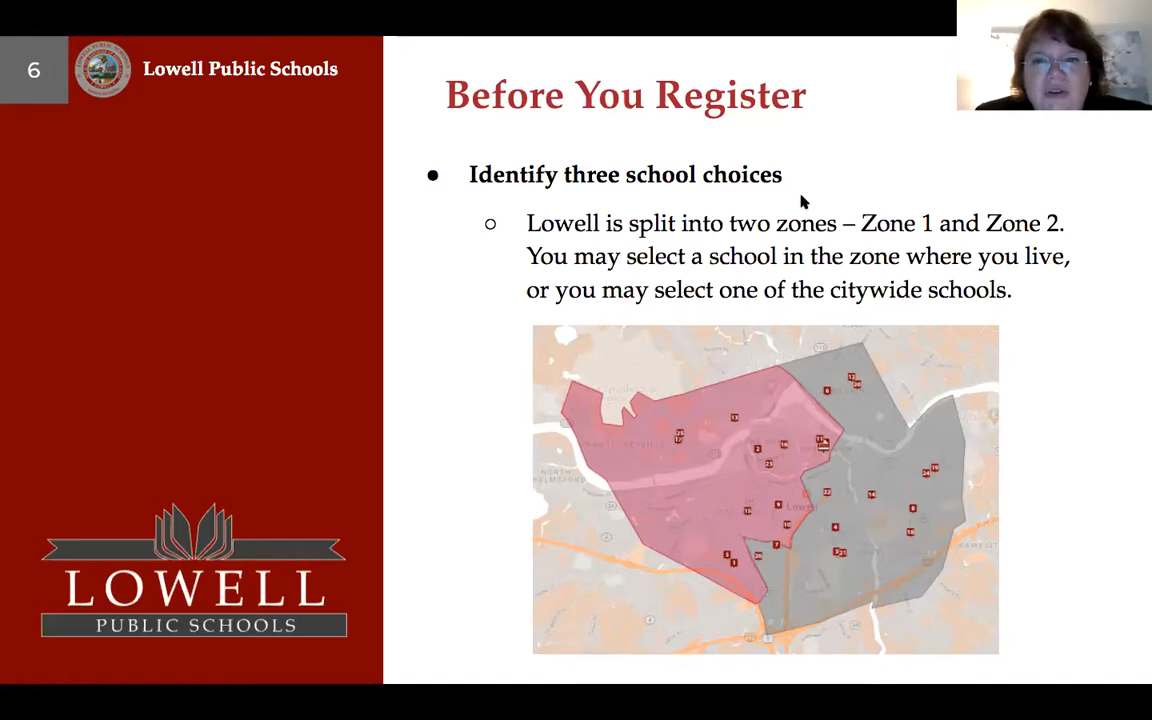 6
Lowell Public Schools
Before You Register
● Identify three school choices
○ Lowell is split into two zones – Zone 1 and Zone 2.
You may select a school in the zone where you live,
or you may select one of the citywide schools.
NORTH
Lowell
LOWELL
PUBLIC SCHOOLS